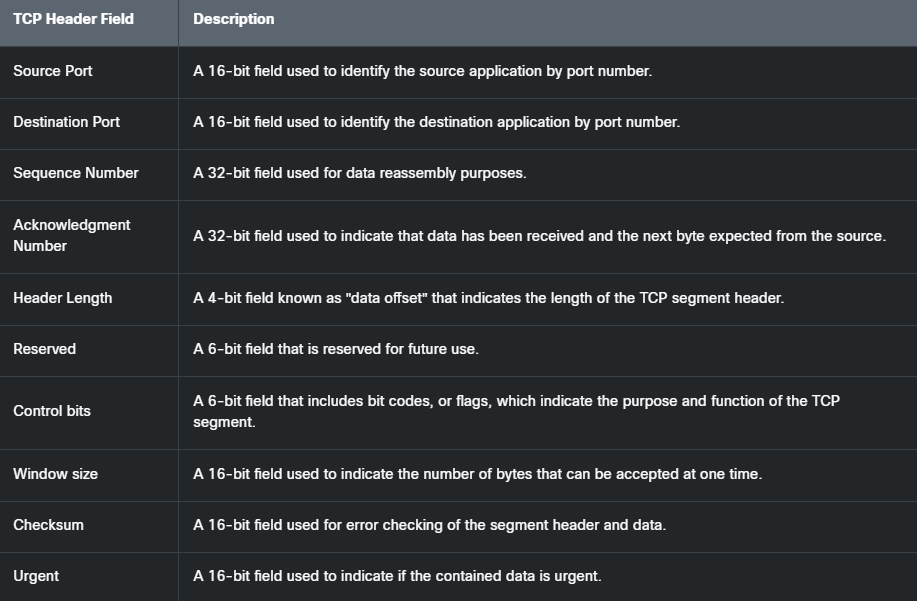 TCP Header Field Description
Source Port A 16-bit field used to identify the source application by port number.
Destination Port A 16-bit field used to identify the destination application by port number.
Sequence Number A 32-bit field used for data reassembly purposes.
Acknowledgment
Number
A 32-bit field used to indicate that data has been received and the next byte expected from the source.
Header Length A 4-bit field known as "data offset" that indicates the length of the TCP segment header.
Reserved A 6-bit field that is reserved for future use.
Control bits
A 6-bit field that includes bit codes, or flags, which indicate the purpose and function of the TCP
segment.
Window size A 16-bit field used to indicate the number of bytes that can be accepted at one time.
Checksum A 16-bit field used for error checking of the segment header and data.
Urgent A 16-bit field used to indicate if the contained data is urgent.